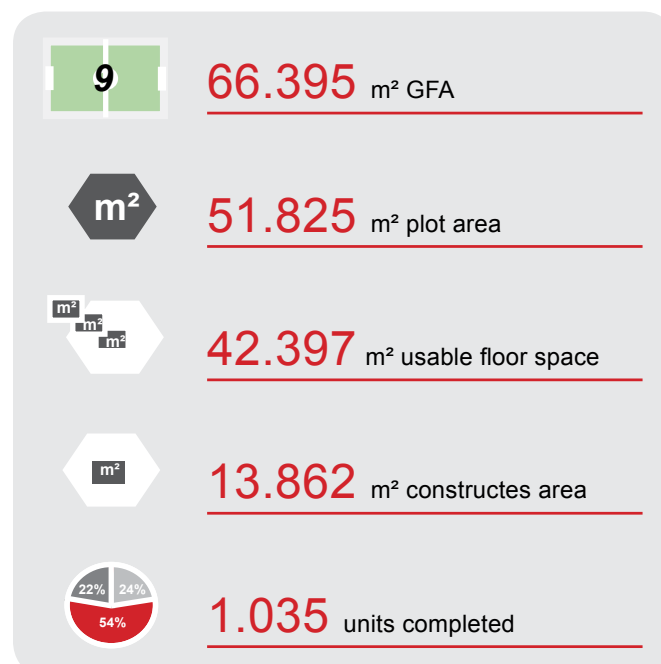 9
66.395 m² GFA
m²
51.825 m² plot area
m²
m²
m²
42.397 m² usable floor space
m²
13.862 m² constructes area
22% 24%
54%
1.035 units completed